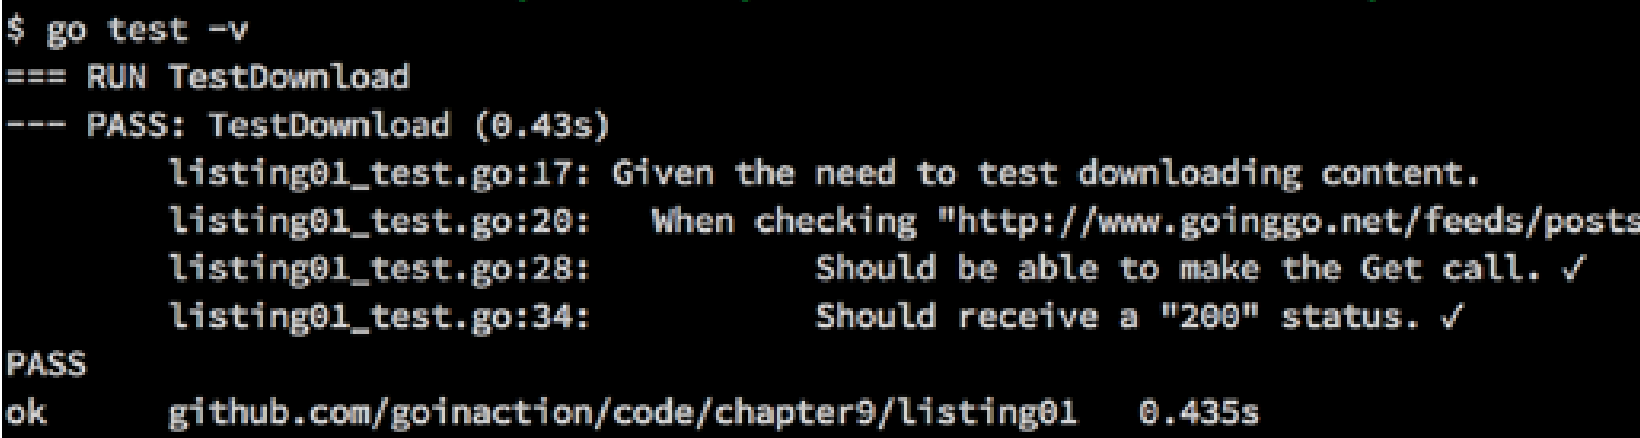 $ go test -v
=== RUN TestDownload
--- PASS: TestDownload (0.43s)
listing01_test.go:17: Given the need to test downloading content.
listing01_test.go:20: When checking "http://www.goinggo.net/feeds/posts
listing01_test.go:28: Should be able to make the Get call. ✓
listing01_test.go:34: Should receive a "200" status. ✓
PASS
ok github.com/goinaction/code/chapter9/listing01 0.435s